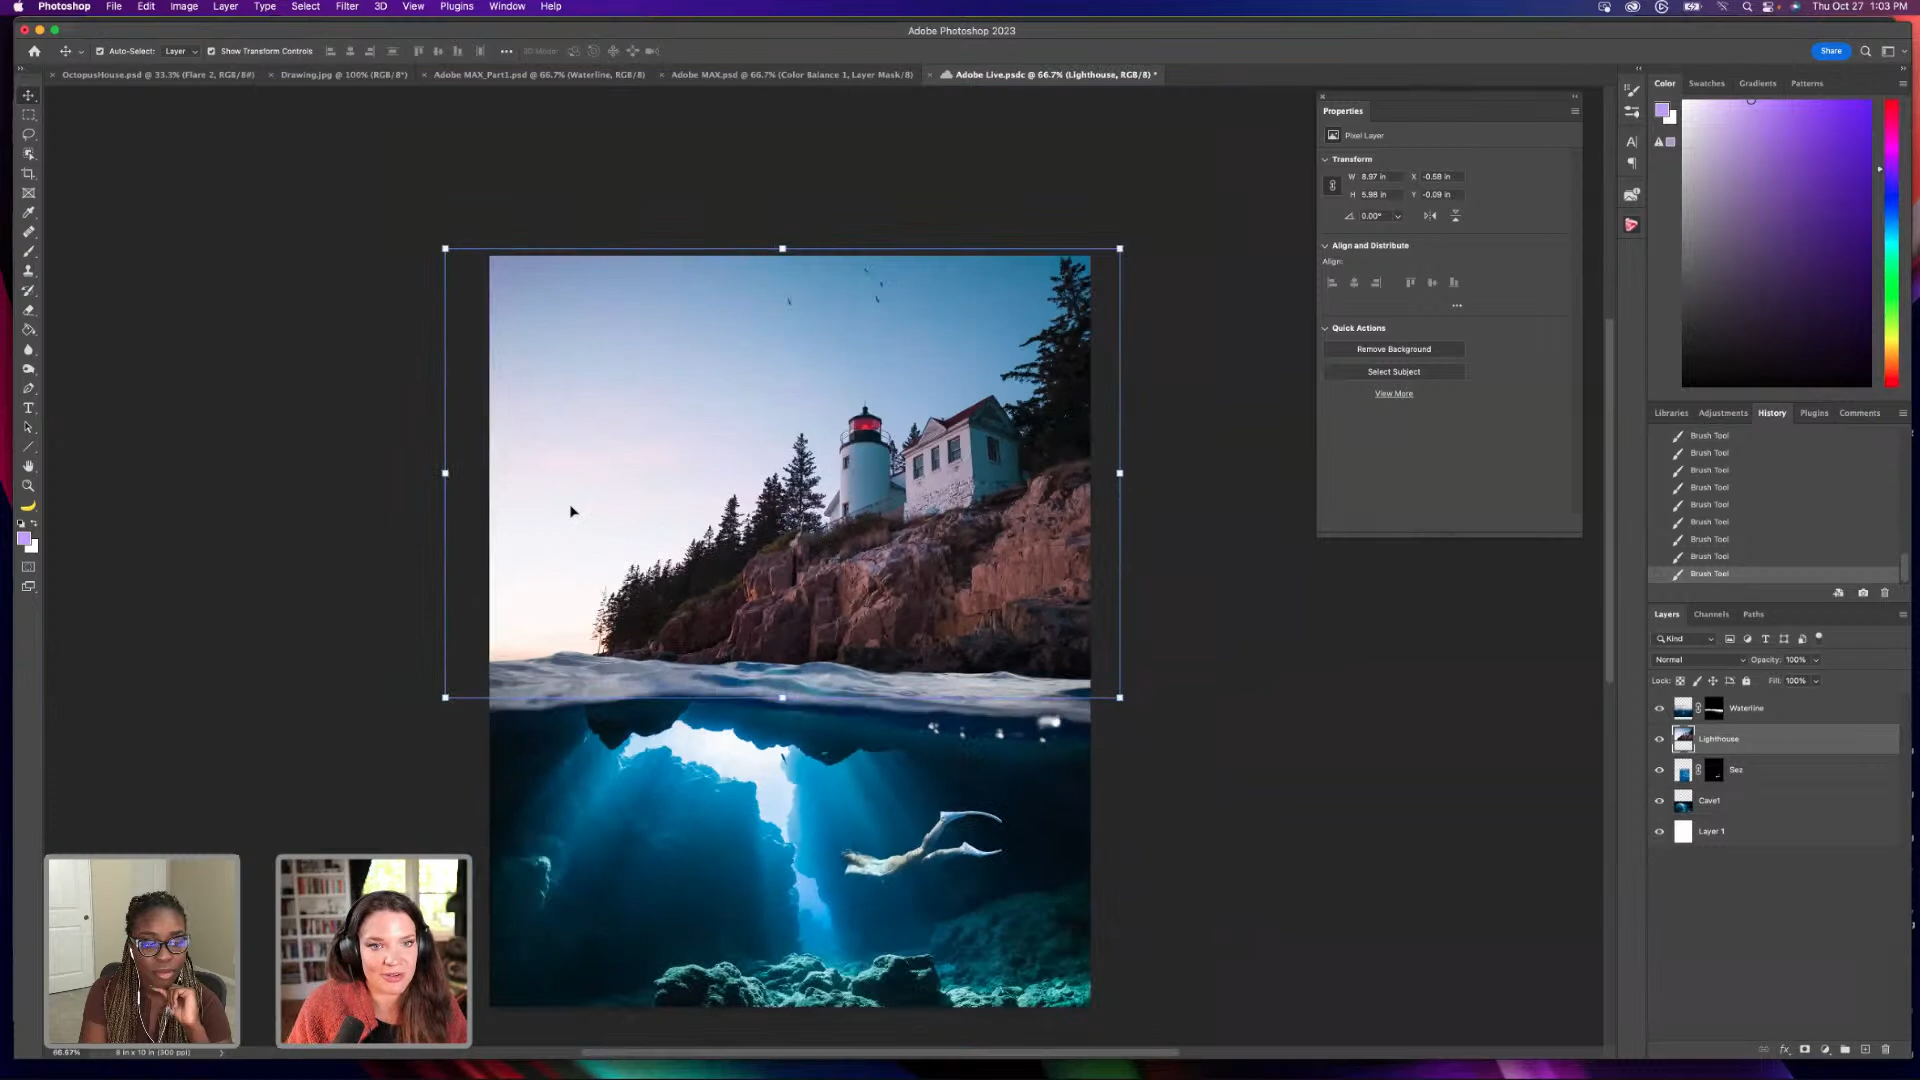 Photoshop File Edit Image Layer Type Select Filter 3D View Plugins Window Help Thu Oct 27 1:03 PM
Adobe Photoshop 2023
Auto-Select: Layer Show Transform Controls 3D Mode: Share
OctopusHouse.psd @ 33.3% (Flare 2, RGB/8#) Drawing.jpg @ 100% (RGB/8*) Adobe MAX_Part1.psd @ 66.7% (Waterline, RGB/8) Adobe MAX.psd @ 66.7% (Color Balance 1, Layer Mask/8) Adobe Live.psdc @ 66.7% (Lighthouse, RGB/8) *
Color Swatches Gradients Patterns
Properties
Pixel Layer
Transform
W 8.97 in X -0.58 in
H 5.98 in Y -0.09 in
0.00°
Align and Distribute
Align:
Quick Actions
Remove Background
Select Subject
View More
Libraries Adjustments History Plugins Comments
Brush Tool
Brush Tool
Brush Tool
Brush Tool
Brush Tool
Brush Tool
Brush Tool
Brush Tool
Brush Tool
Layers Channels Paths
Kind
Normal Opacity: 100%
Lock: Fill: 100%
Waterline
Lighthouse
Sez
Cave1
Layer 1
66.67% 8 in x 10 in (300 ppi)